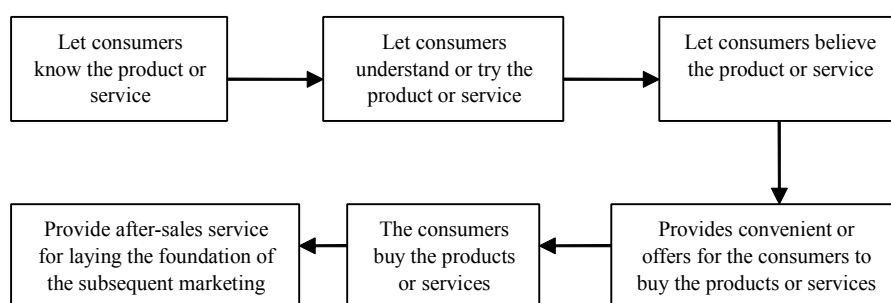 Let consumers
know the product or
service
Let consumers
understand or try the
product or service
Let consumers believe
the product or service
Provides convenient or
offers for the consumers to
buy the products or services
The consumers
buy the products
or services
Provide after-sales service
for laying the foundation of
the subsequent marketing